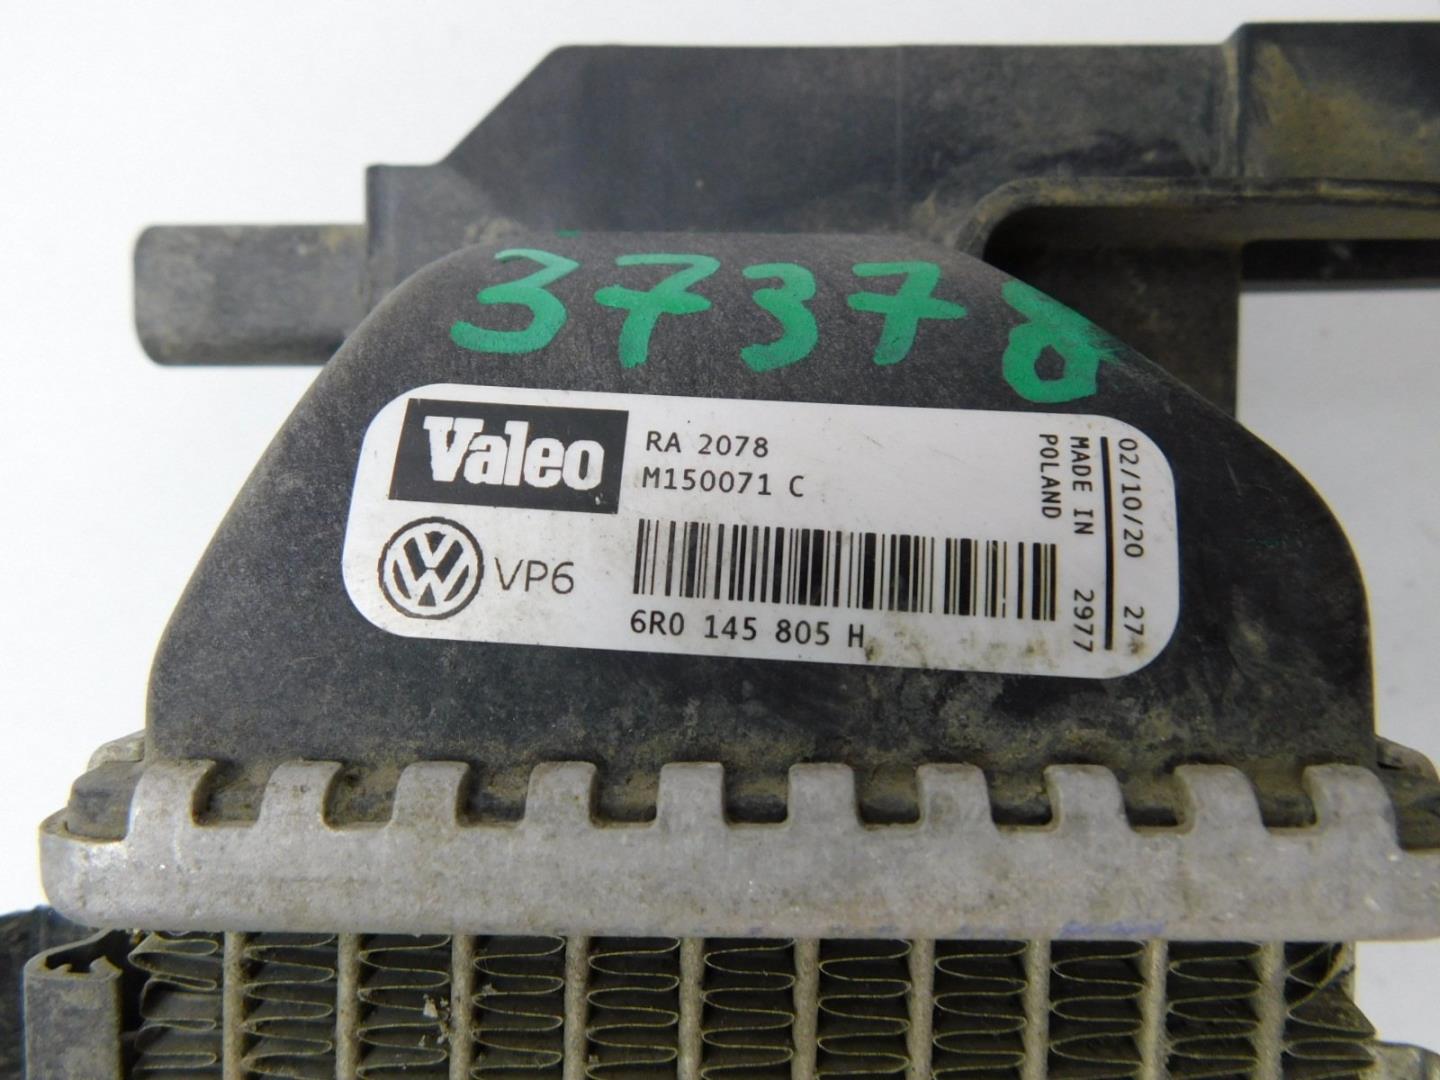 37378
Valeo
RA 2078
M150071 C
VP6
6R0 145 805 H
MADE IN 2977
POLAND
02/10/20 27